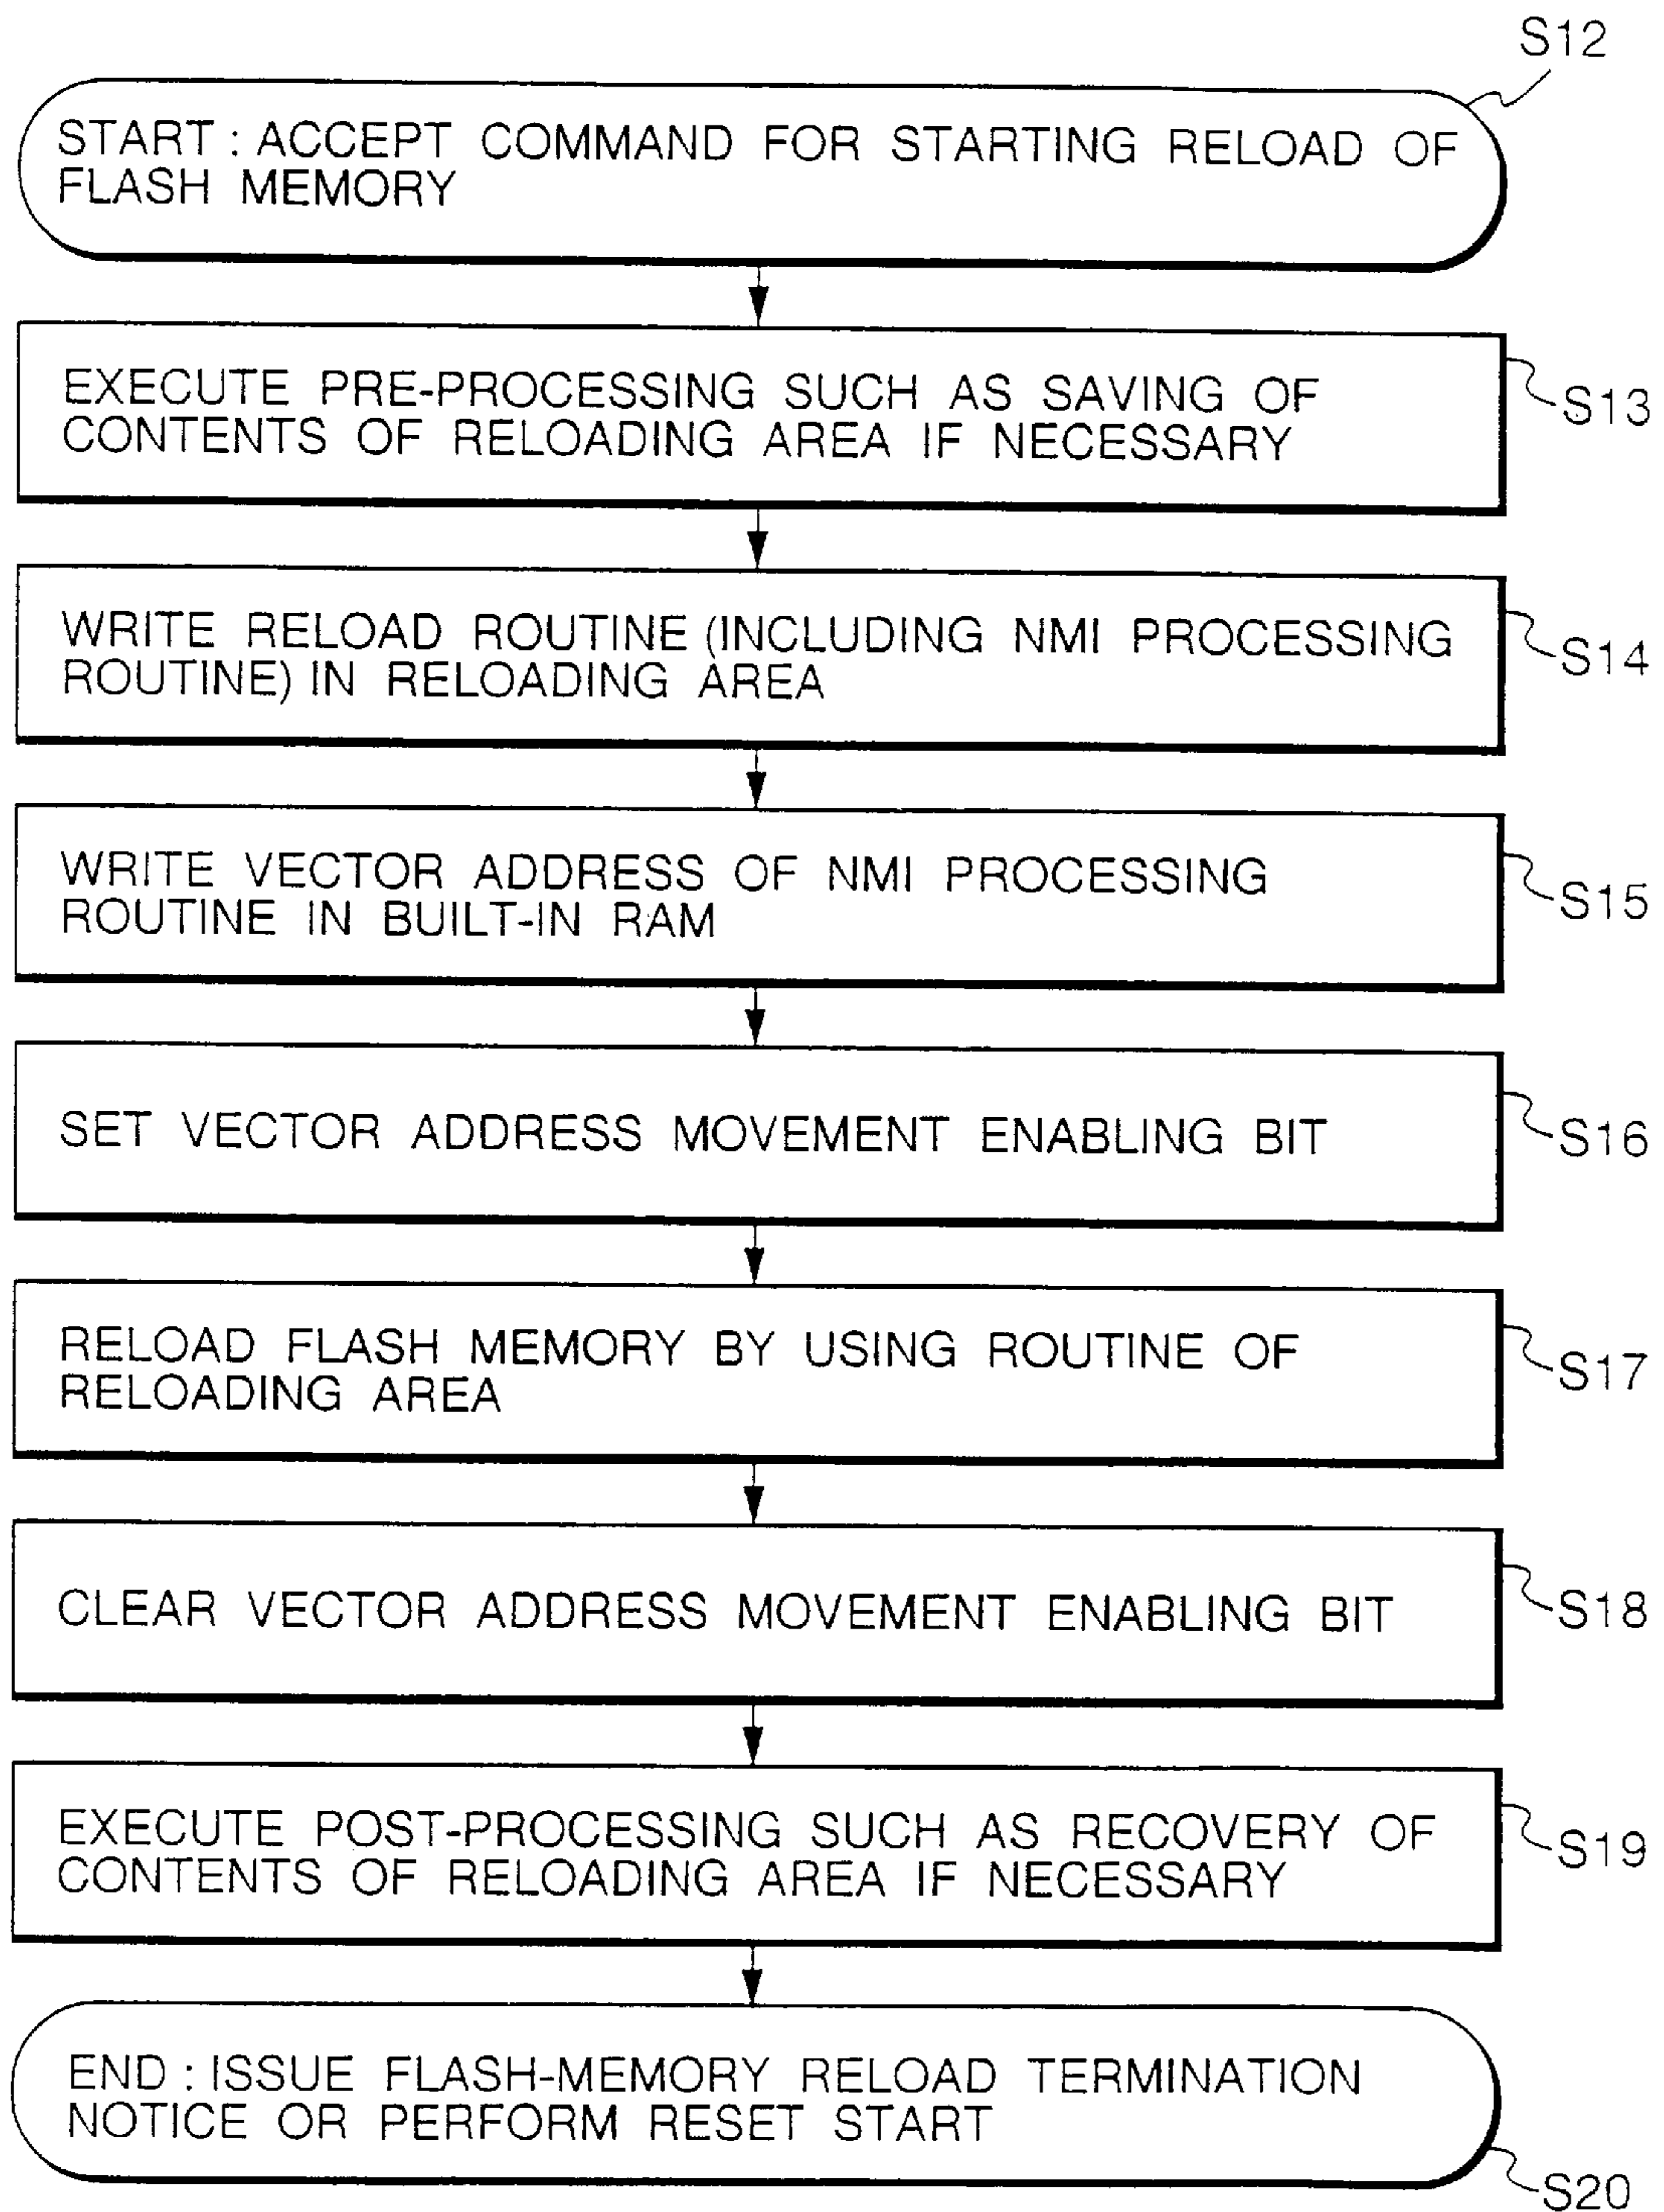 S12
START : ACCEPT COMMAND FOR STARTING RELOAD OF
FLASH MEMORY
EXECUTE PRE-PROCESSING SUCH AS SAVING OF
CONTENTS OF RELOADING AREA IF NECESSARY
S13
WRITE RELOAD ROUTINE (INCLUDING NMI PROCESSING
ROUTINE) IN RELOADING AREA
S14
WRITE VECTOR ADDRESS OF NMI PROCESSING
ROUTINE IN BUILT-IN RAM
S15
SET VECTOR ADDRESS MOVEMENT ENABLING BIT
S16
RELOAD FLASH MEMORY BY USING ROUTINE OF
RELOADING AREA
S17
CLEAR VECTOR ADDRESS MOVEMENT ENABLING BIT
S18
EXECUTE POST-PROCESSING SUCH AS RECOVERY OF
CONTENTS OF RELOADING AREA IF NECESSARY
S19
END : ISSUE FLASH-MEMORY RELOAD TERMINATION
NOTICE OR PERFORM RESET START
S20